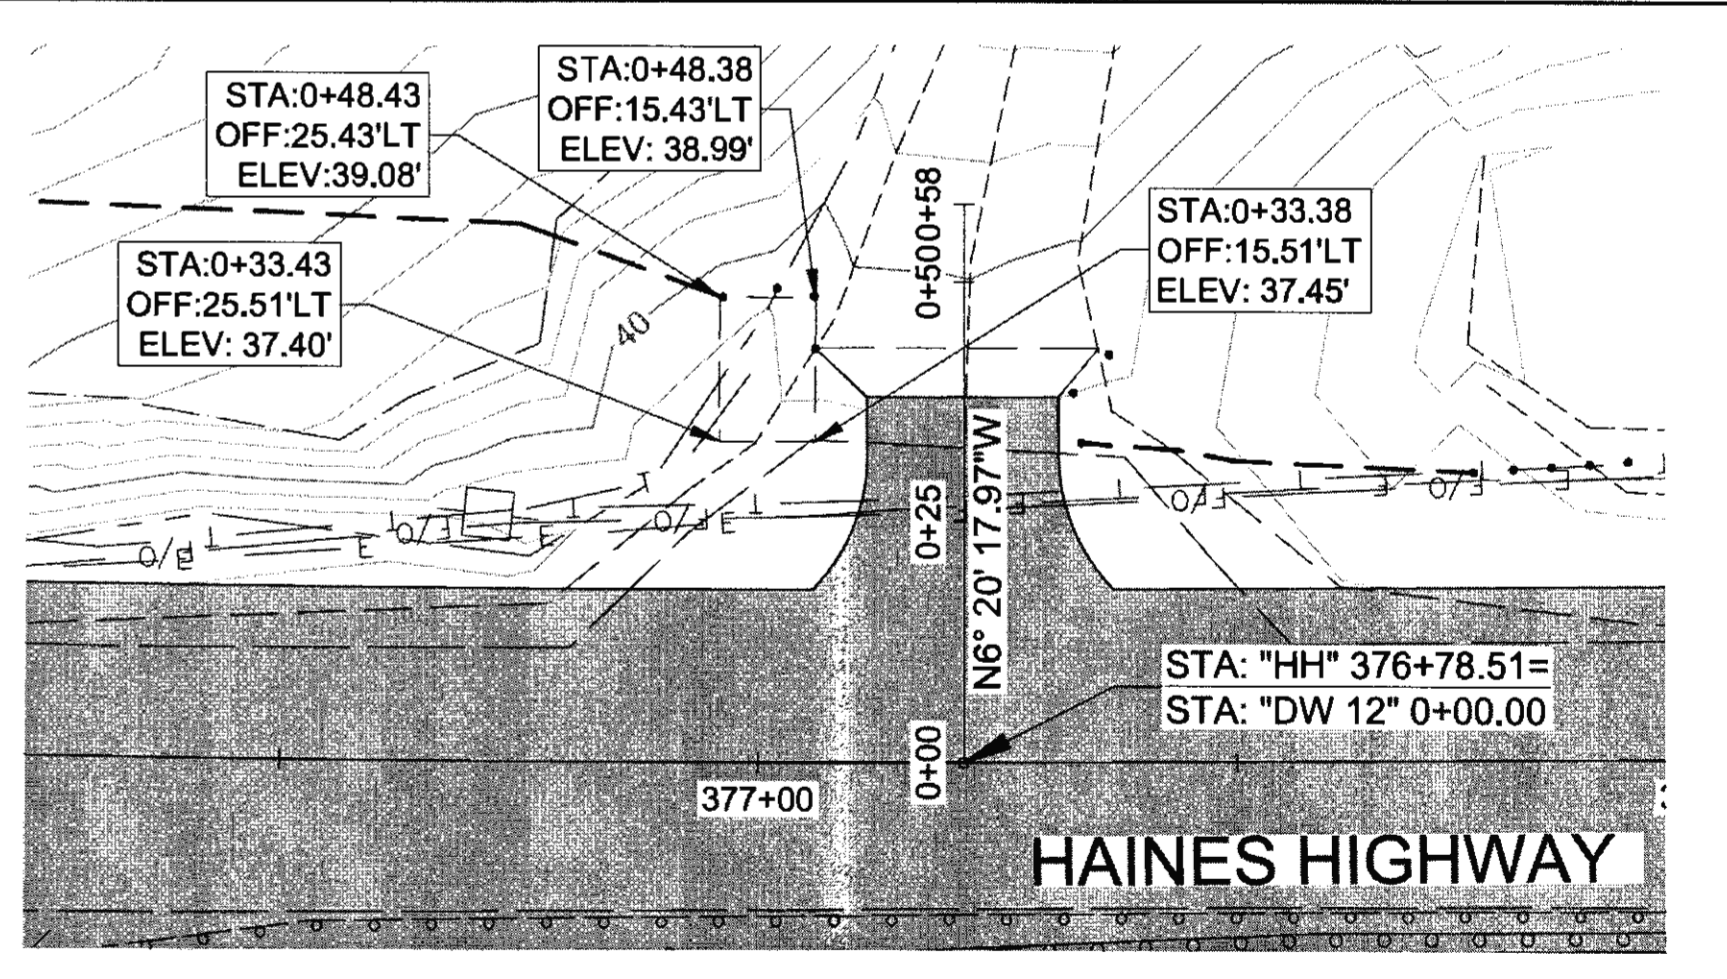 STA:0+48.43
OFF:25.43'LT
ELEV:39.08'
STA:0+48.38
OFF:15.43'LT
ELEV: 38.99'
STA:0+33.43
OFF:25.51'LT
ELEV: 37.40'
STA:0+33.38
OFF:15.51'LT
ELEV: 37.45'
40
0+500+58
0+25
N6° 20' 17.97"W
0+00
STA: "HH" 376+78.51=
STA: "DW 12" 0+00.00
377+00
HAINES HIGHWAY